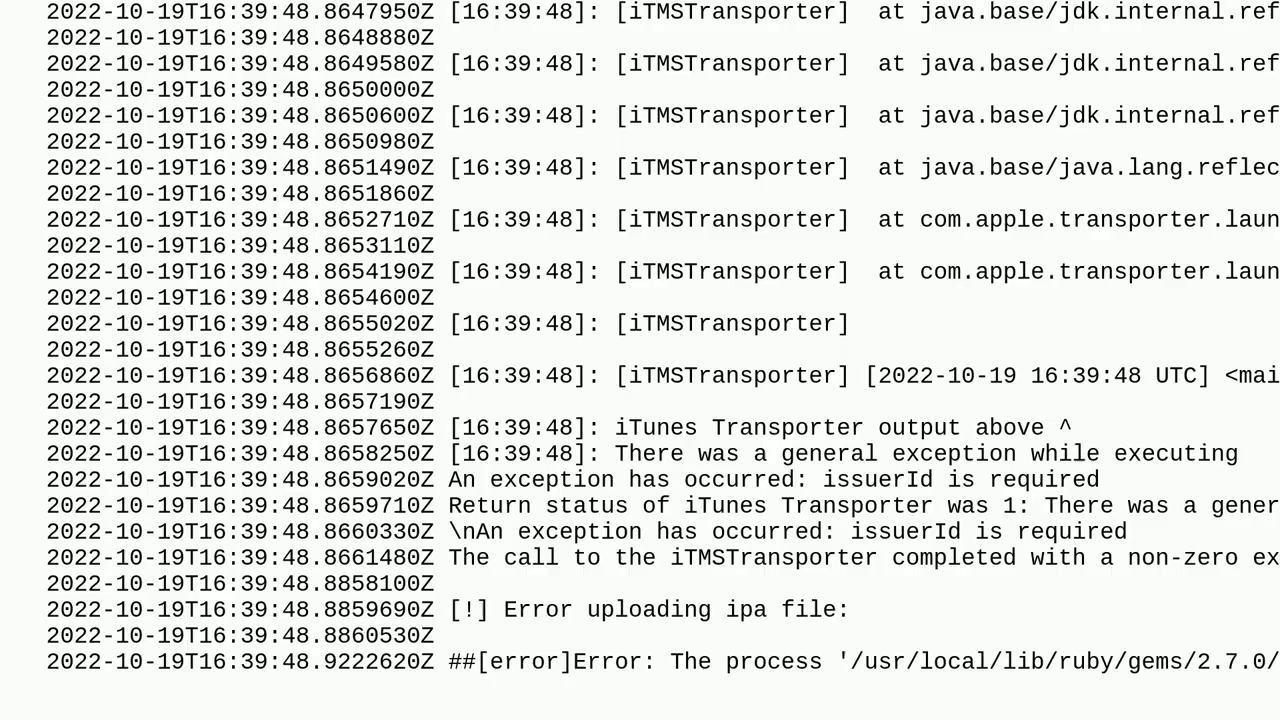 2022-10-19T16:39:48.8647950Z [16:39:48]: [iTMSTransporter]  at java.base/jdk.internal.ref
2022-10-19T16:39:48.8648880Z
2022-10-19T16:39:48.8649580Z [16:39:48]: [iTMSTransporter]  at java.base/jdk.internal.ref
2022-10-19T16:39:48.8650000Z
2022-10-19T16:39:48.8650600Z [16:39:48]: [iTMSTransporter]  at java.base/jdk.internal.ref
2022-10-19T16:39:48.8650980Z
2022-10-19T16:39:48.8651490Z [16:39:48]: [iTMSTransporter]  at java.base/java.lang.reflec
2022-10-19T16:39:48.8651860Z
2022-10-19T16:39:48.8652710Z [16:39:48]: [iTMSTransporter]  at com.apple.transporter.laun
2022-10-19T16:39:48.8653110Z
2022-10-19T16:39:48.8654190Z [16:39:48]: [iTMSTransporter]  at com.apple.transporter.laun
2022-10-19T16:39:48.8654600Z
2022-10-19T16:39:48.8655020Z [16:39:48]: [iTMSTransporter]
2022-10-19T16:39:48.8655260Z
2022-10-19T16:39:48.8656860Z [16:39:48]: [iTMSTransporter] [2022-10-19 16:39:48 UTC] <mai
2022-10-19T16:39:48.8657190Z
2022-10-19T16:39:48.8657650Z [16:39:48]: iTunes Transporter output above ^
2022-10-19T16:39:48.8658250Z [16:39:48]: There was a general exception while executing
2022-10-19T16:39:48.8659020Z An exception has occurred: issuerId is required
2022-10-19T16:39:48.8659710Z Return status of iTunes Transporter was 1: There was a gener
2022-10-19T16:39:48.8660330Z \nAn exception has occurred: issuerId is required
2022-10-19T16:39:48.8661480Z The call to the iTMSTransporter completed with a non-zero ex
2022-10-19T16:39:48.8858100Z
2022-10-19T16:39:48.8859690Z [!] Error uploading ipa file:
2022-10-19T16:39:48.8860530Z
2022-10-19T16:39:48.9222620Z ##[error]Error: The process '/usr/local/lib/ruby/gems/2.7.0/